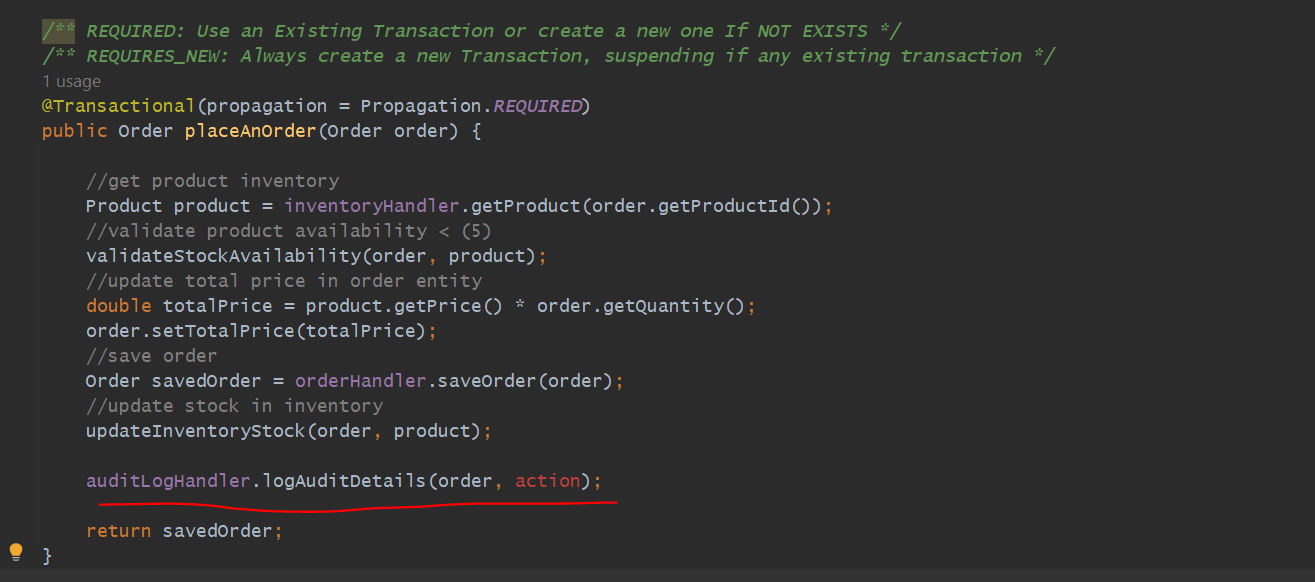 /** REQUIRED: Use an Existing Transaction or create a new one If NOT EXISTS */
/** REQUIRES_NEW: Always create a new Transaction, suspending if any existing transaction */
1 usage
@Transactional(propagation = Propagation.REQUIRED)
public Order placeAnOrder(Order order) {
//get product inventory
Product product = inventoryHandler.getProduct(order.getProductId());
//validate product availability < (5)
validateStockAvailability(order, product);
//update total price in order entity
double totalPrice = product.getPrice() * order.getQuantity();
order.setTotalPrice(totalPrice);
//save order
Order savedOrder = orderHandler.saveOrder(order);
//update stock in inventory
updateInventoryStock(order, product);
auditLogHandler.logAuditDetails(order, action);
return savedOrder;
}